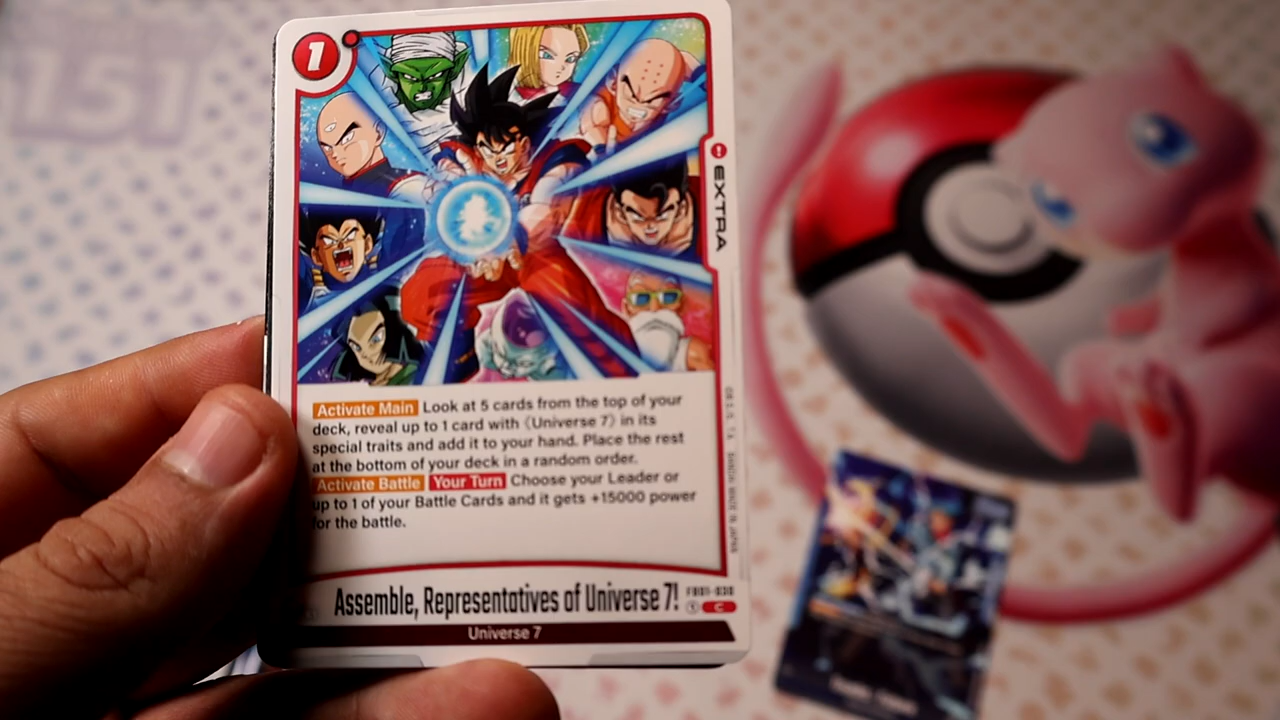 151
1
EXTRA
Activate Main Look at 5 cards from the top of your
deck, reveal up to 1 card with《Universe 7》in its
special traits and add it to your hand. Place the rest
at the bottom of your deck in a random order.
Activate Battle Your Turn Choose your Leader or
up to 1 of your Battle Cards and it gets +15000 power
for the battle.
Assemble, Representatives of Universe 7!
C
Universe 7